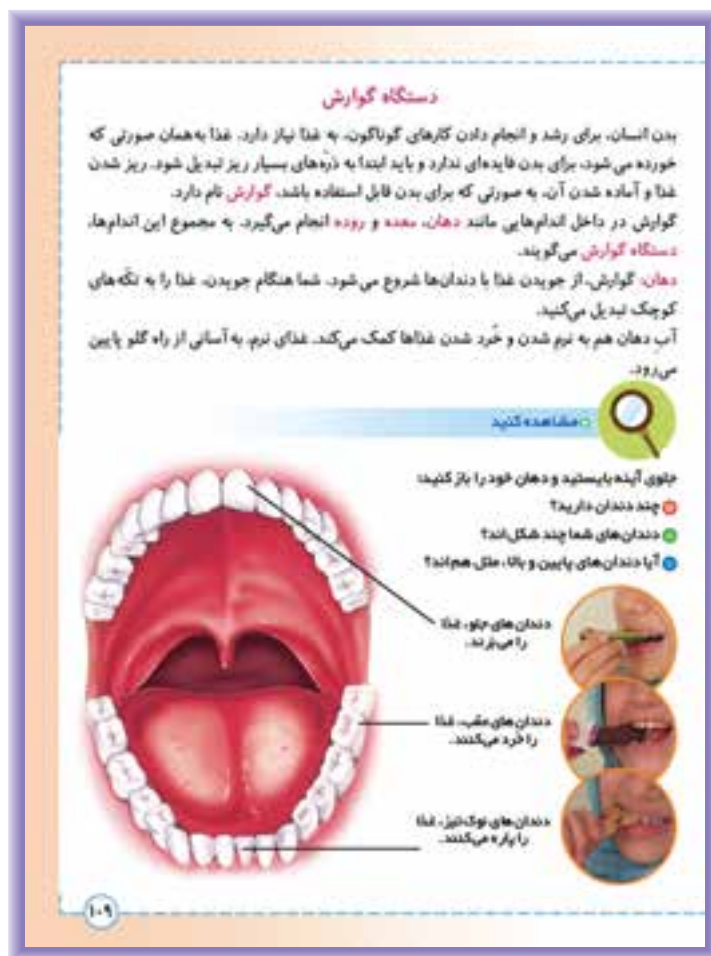 دستگاه گوارش
بدن انسان، برای رشد و انجام دادن کارهای گوناگون، به غذا نیاز دارد. غذا به‌همان صورتی که
خورده می‌شود، برای بدن فایده‌ای ندارد و باید ابتدا به ذرّه‌های بسیار ریز تبدیل شود. ریز شدن
غذا و آماده شدن آن، به صورتی که برای بدن قابل استفاده باشد، گوارش نام دارد.
گوارش در داخل اندام‌هایی مانند دهان، معده و روده انجام می‌گیرد. به مجموع این اندام‌ها،
دستگاه گوارش می‌گویند.
دهان: گوارش، از جویدن غذا با دندان‌ها شروع می‌شود. شما هنگام جویدن، غذا را به تکّه‌های
کوچک تبدیل می‌کنید.
آبِ دهان هم به نرم شدن و خُرد شدن غذاها کمک می‌کند. غذای نرم، به آسانی از راه گلو پایین
می‌رود.
مشاهده کنید
جلوی آینه بایستید و دهان خود را باز کنید:
چند دندان دارید؟
دندان‌های شما چند شکل‌اند؟
آیا دندان‌های پایین و بالا، مثل هم‌اند؟
دندان‌های جلو، غذا
را می‌بُرند.
دندان‌های عقب، غذا
را خُرد می‌کنند.
دندان‌های نوک‌تیز، غذا
را پاره می‌کنند.
۱۰۹